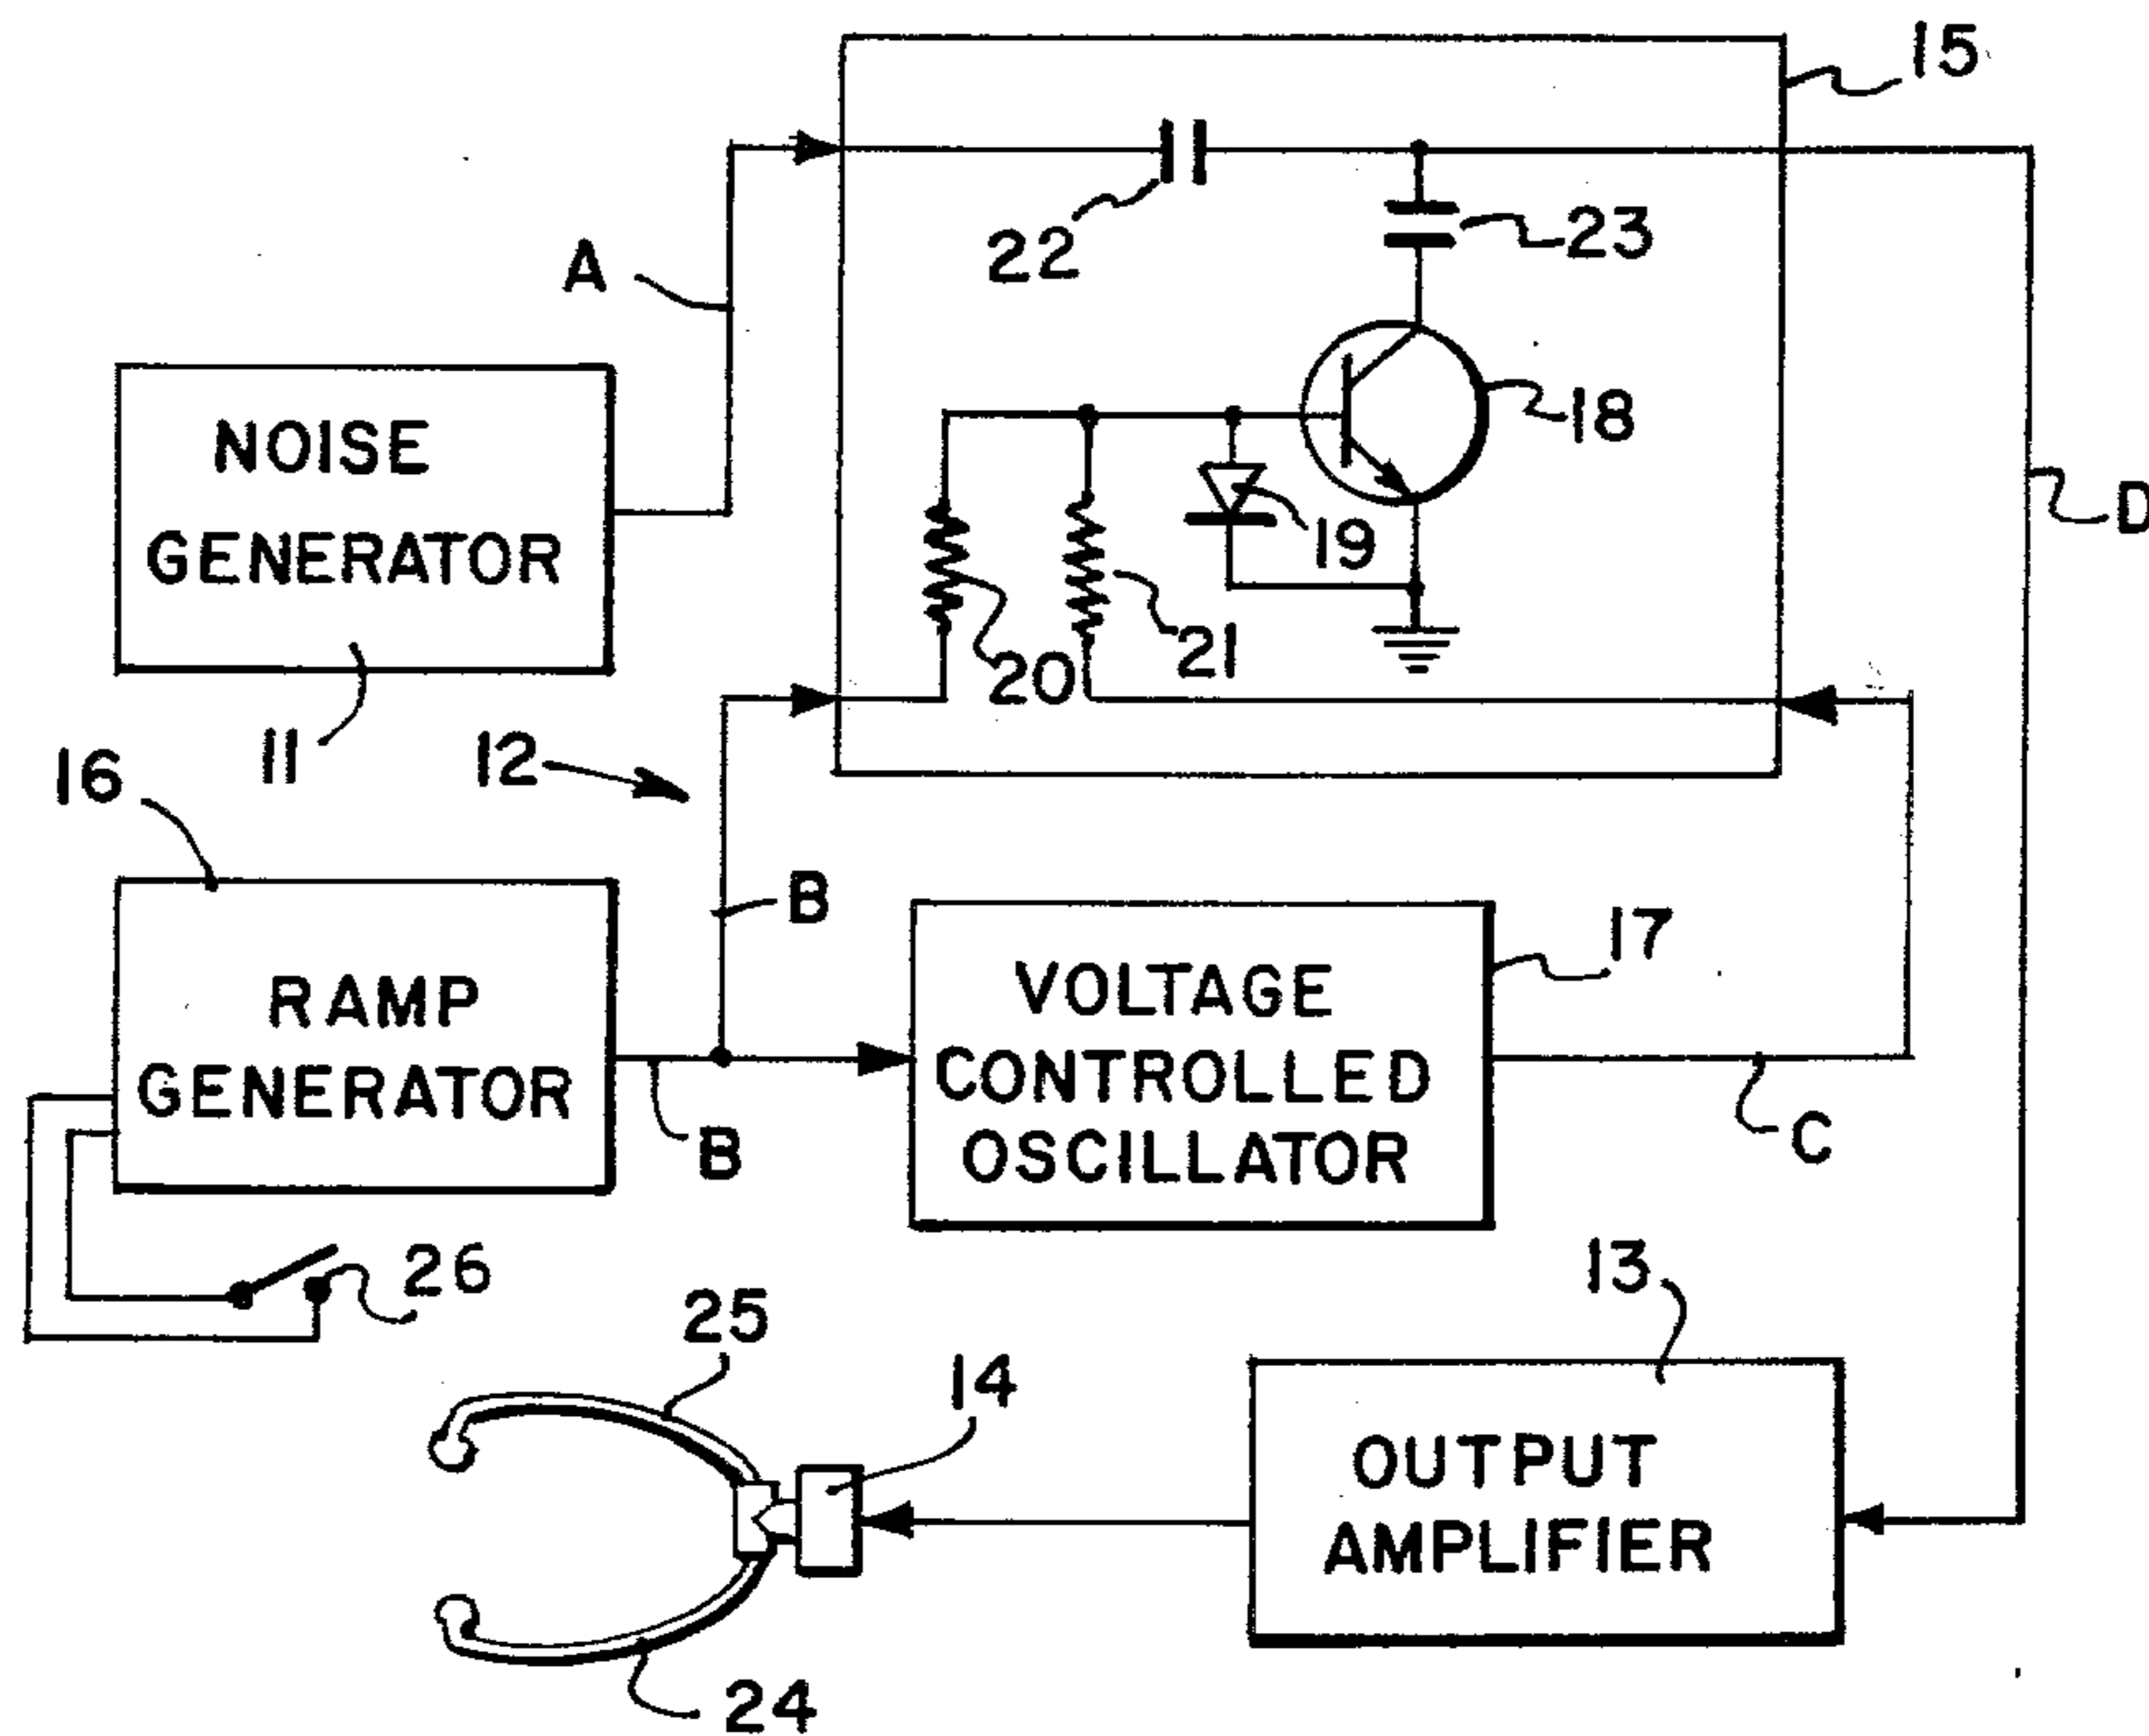 15
22
23
A
NOISE
GENERATOR
18
19
D
20
21
11
12
16
B
RAMP
GENERATOR
B
VOLTAGE
CONTROLLED
OSCILLATOR
17
C
26
25
14
13
OUTPUT
AMPLIFIER
24